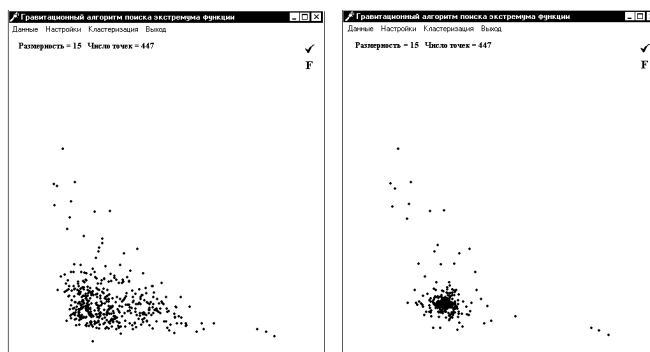 Гравитационный алгоритм поиска экстремума функции
Данные Настройки Кластеризация Выход
Размерность = 15 Число точек = 447
F
Гравитационный алгоритм поиска экстремума функции
Данные Настройки Кластеризация Выход
Размерность = 15 Число точек = 447
F